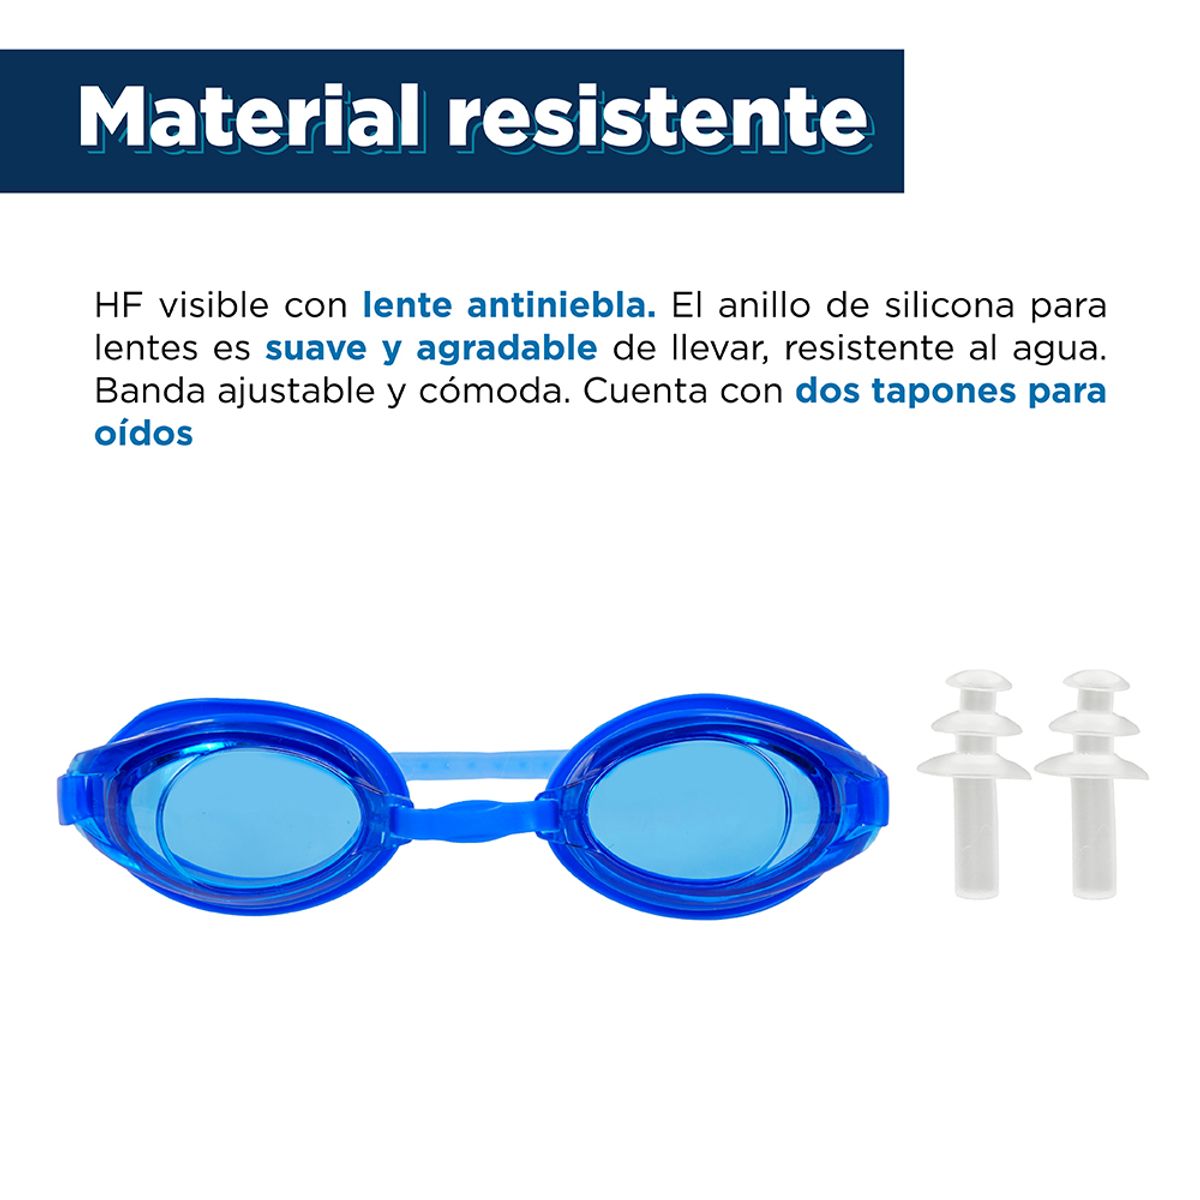 Material resistente
HF visible con lente antiniebla. El anillo de silicona para
lentes es suave y agradable de llevar, resistente al agua.
Banda ajustable y cómoda. Cuenta con dos tapones para
oídos